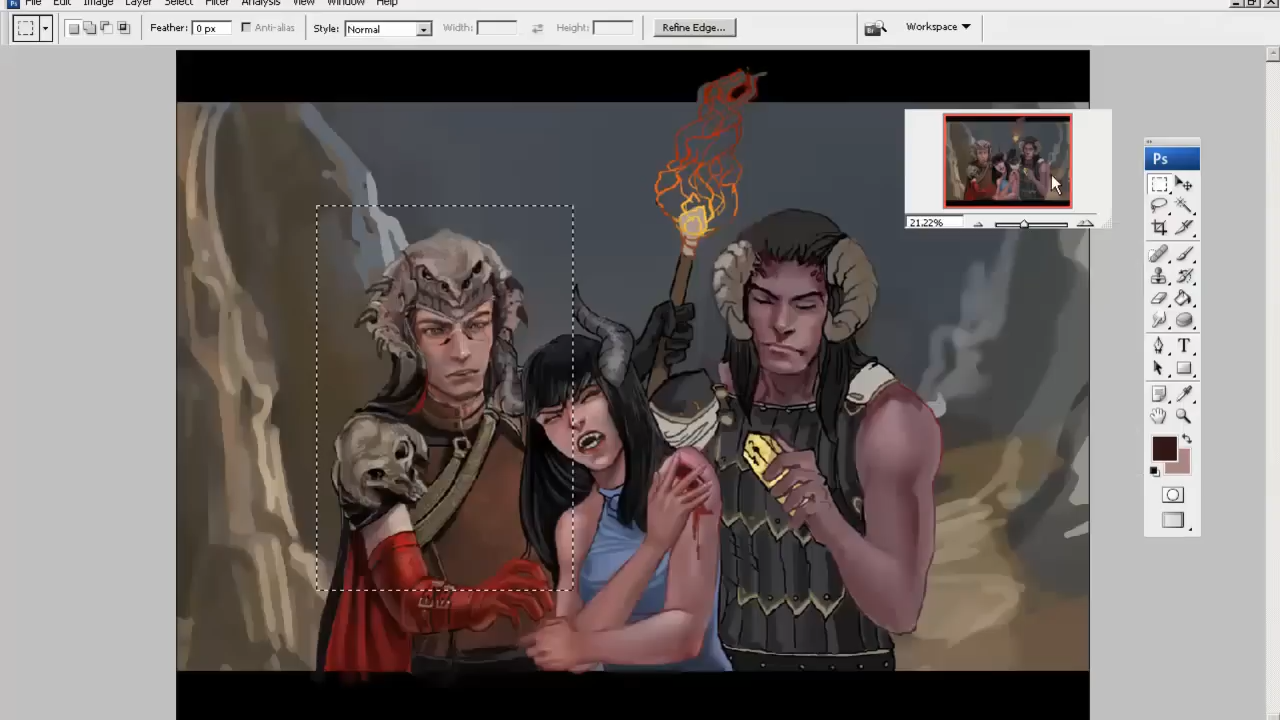 File Edit Image Layer Select Filter Analysis View Window Help
Feather: 0 px Anti-alias Style: Normal Width: Height: Refine Edge... Br Workspace
Ps
21.22%
T